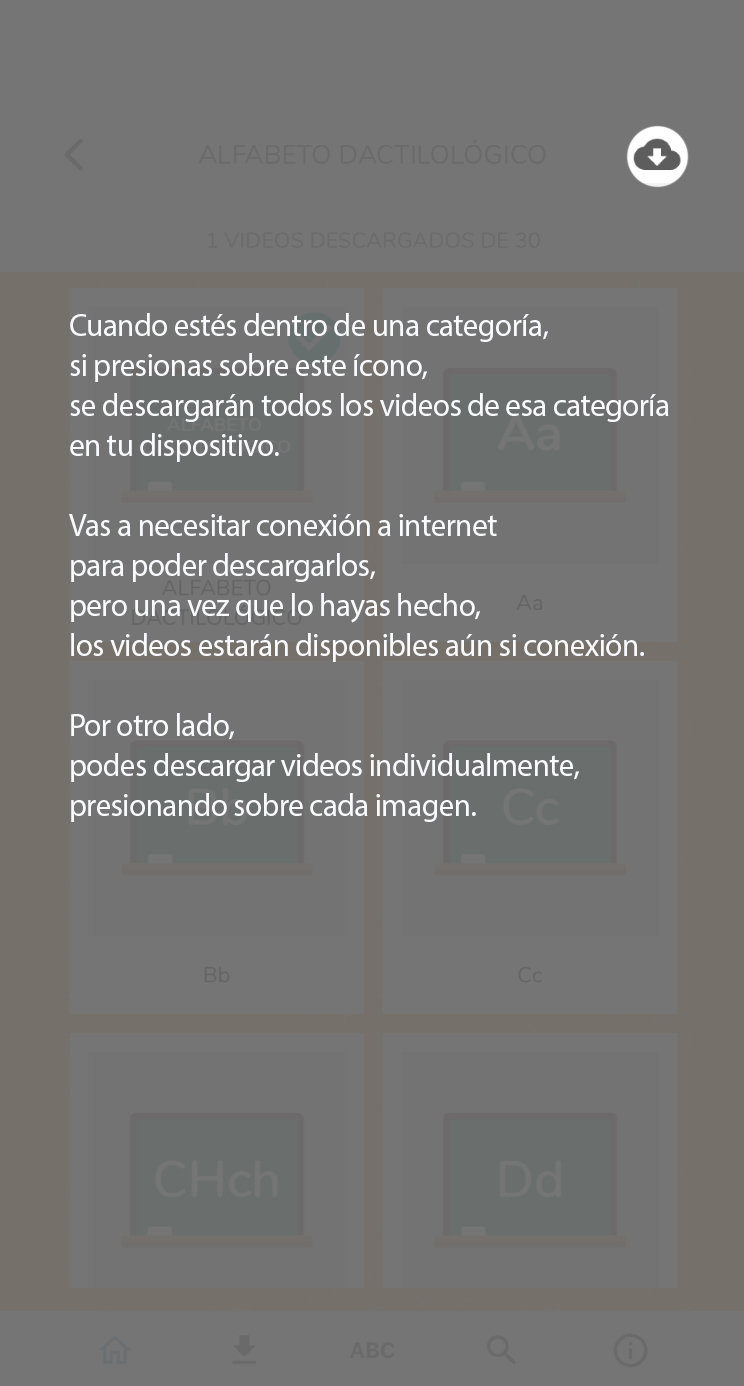 ALFABETO DACTILOLÓGICO
1 VIDEOS DESCARGADOS DE 30
Cuando estés dentro de una categoría,
si presionas sobre este ícono,
se descargarán todos los videos de esa categoría
en tu dispositivo.
Vas a necesitar conexión a internet
para poder descargarlos,
pero una vez que lo hayas hecho,
los videos estarán disponibles aún si conexión.
Por otro lado,
podes descargar videos individualmente,
presionando sobre cada imagen.
ALFABETO
Aa
ALFABETO
DACTILOLÓGICO
Aa
Bb
Cc
Bb
Cc
CHch
Dd
ABC